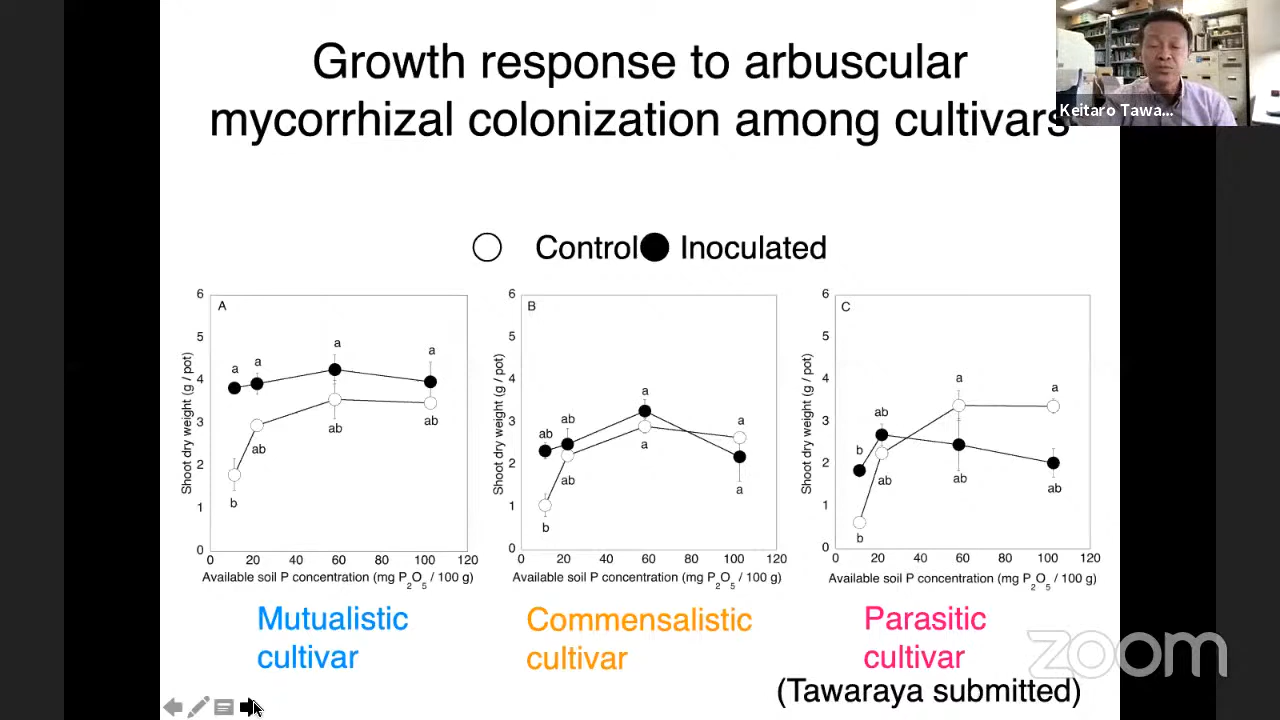 Growth response to arbuscular
mycorrhizal colonization among cultivars
Keitaro Tawa...
Control Inoculated
A
6
5
4
3
2
1
0
a a a a
b ab ab ab
0 20 40 60 80 100 120
Shoot dry weight (g / pot)
Available soil P concentration (mg P2O5 / 100 g)
B
6
5
4
3
2
1
0
ab ab a a
b ab a a
0 20 40 60 80 100 120
Shoot dry weight (g / pot)
Available soil P concentration (mg P2O5 / 100 g)
C
6
5
4
3
2
1
0
b ab a a
b ab ab ab
0 20 40 60 80 100 120
Shoot dry weight (g / pot)
Available soil P concentration (mg P2O5 / 100 g)
Mutualistic
cultivar
Commensalistic
cultivar
Parasitic
cultivar
(Tawaraya submitted)
zoom